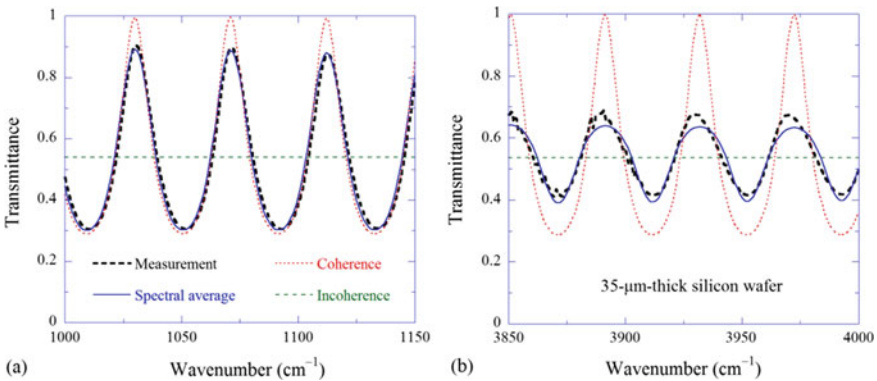 1
0.8
0.6
0.4
0.2
0
Transmittance
Measurement
Coherence
Spectral average
Incoherence
1000
1050
1100
1150
(a)
Wavenumber (cm⁻¹)
1
0.8
0.6
0.4
0.2
0
Transmittance
35-μm-thick silicon wafer
3850
3900
3950
4000
(b)
Wavenumber (cm⁻¹)